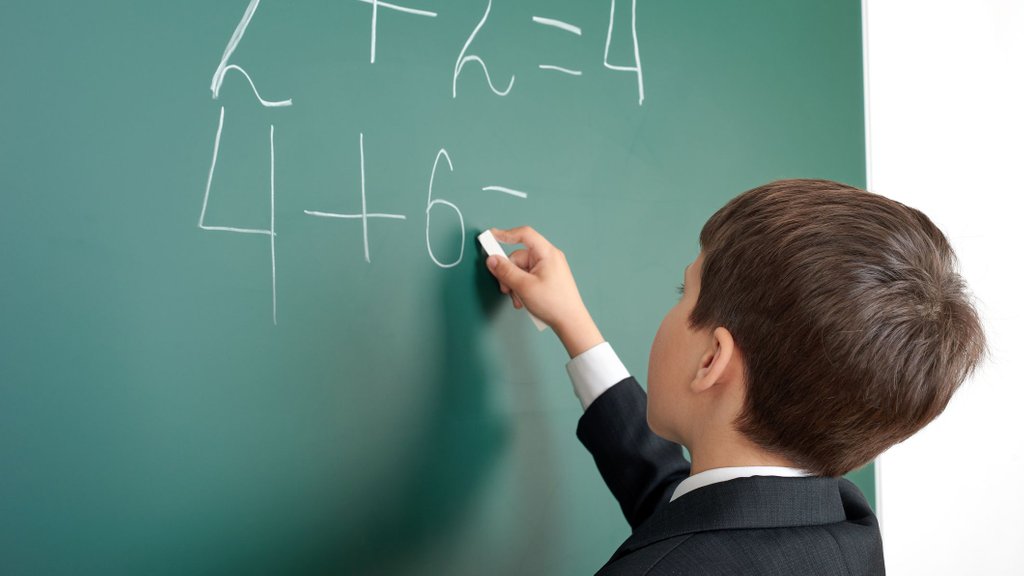 2 + 2 = 4
4 + 6 =